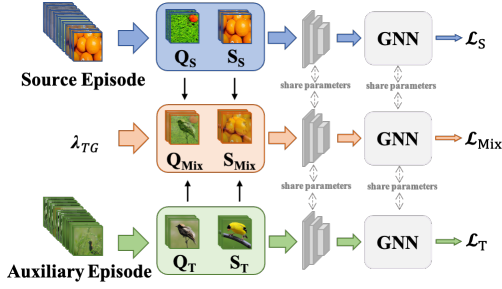 Source Episode
Q_S S_S
GNN
ℒ_S
share parameters share parameters
λ_TG
Q_Mix S_Mix
GNN
ℒ_Mix
share parameters share parameters
Auxiliary Episode
Q_T S_T
GNN
ℒ_T